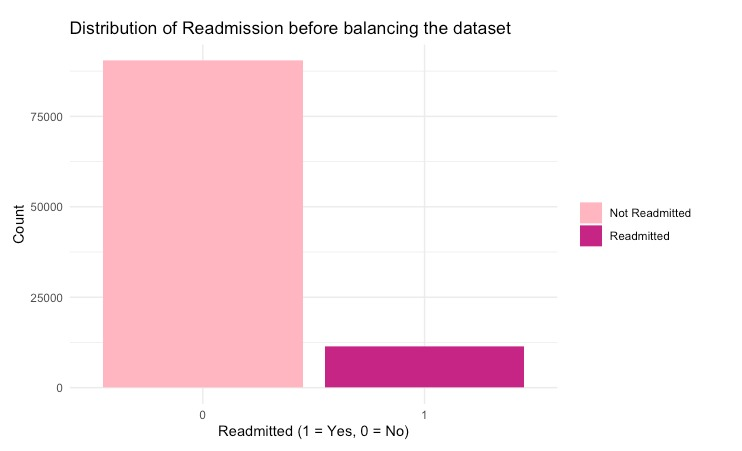 Distribution of Readmission before balancing the dataset
Count
75000
50000
25000
0
0
1
Readmitted (1 = Yes, 0 = No)
Not Readmitted
Readmitted